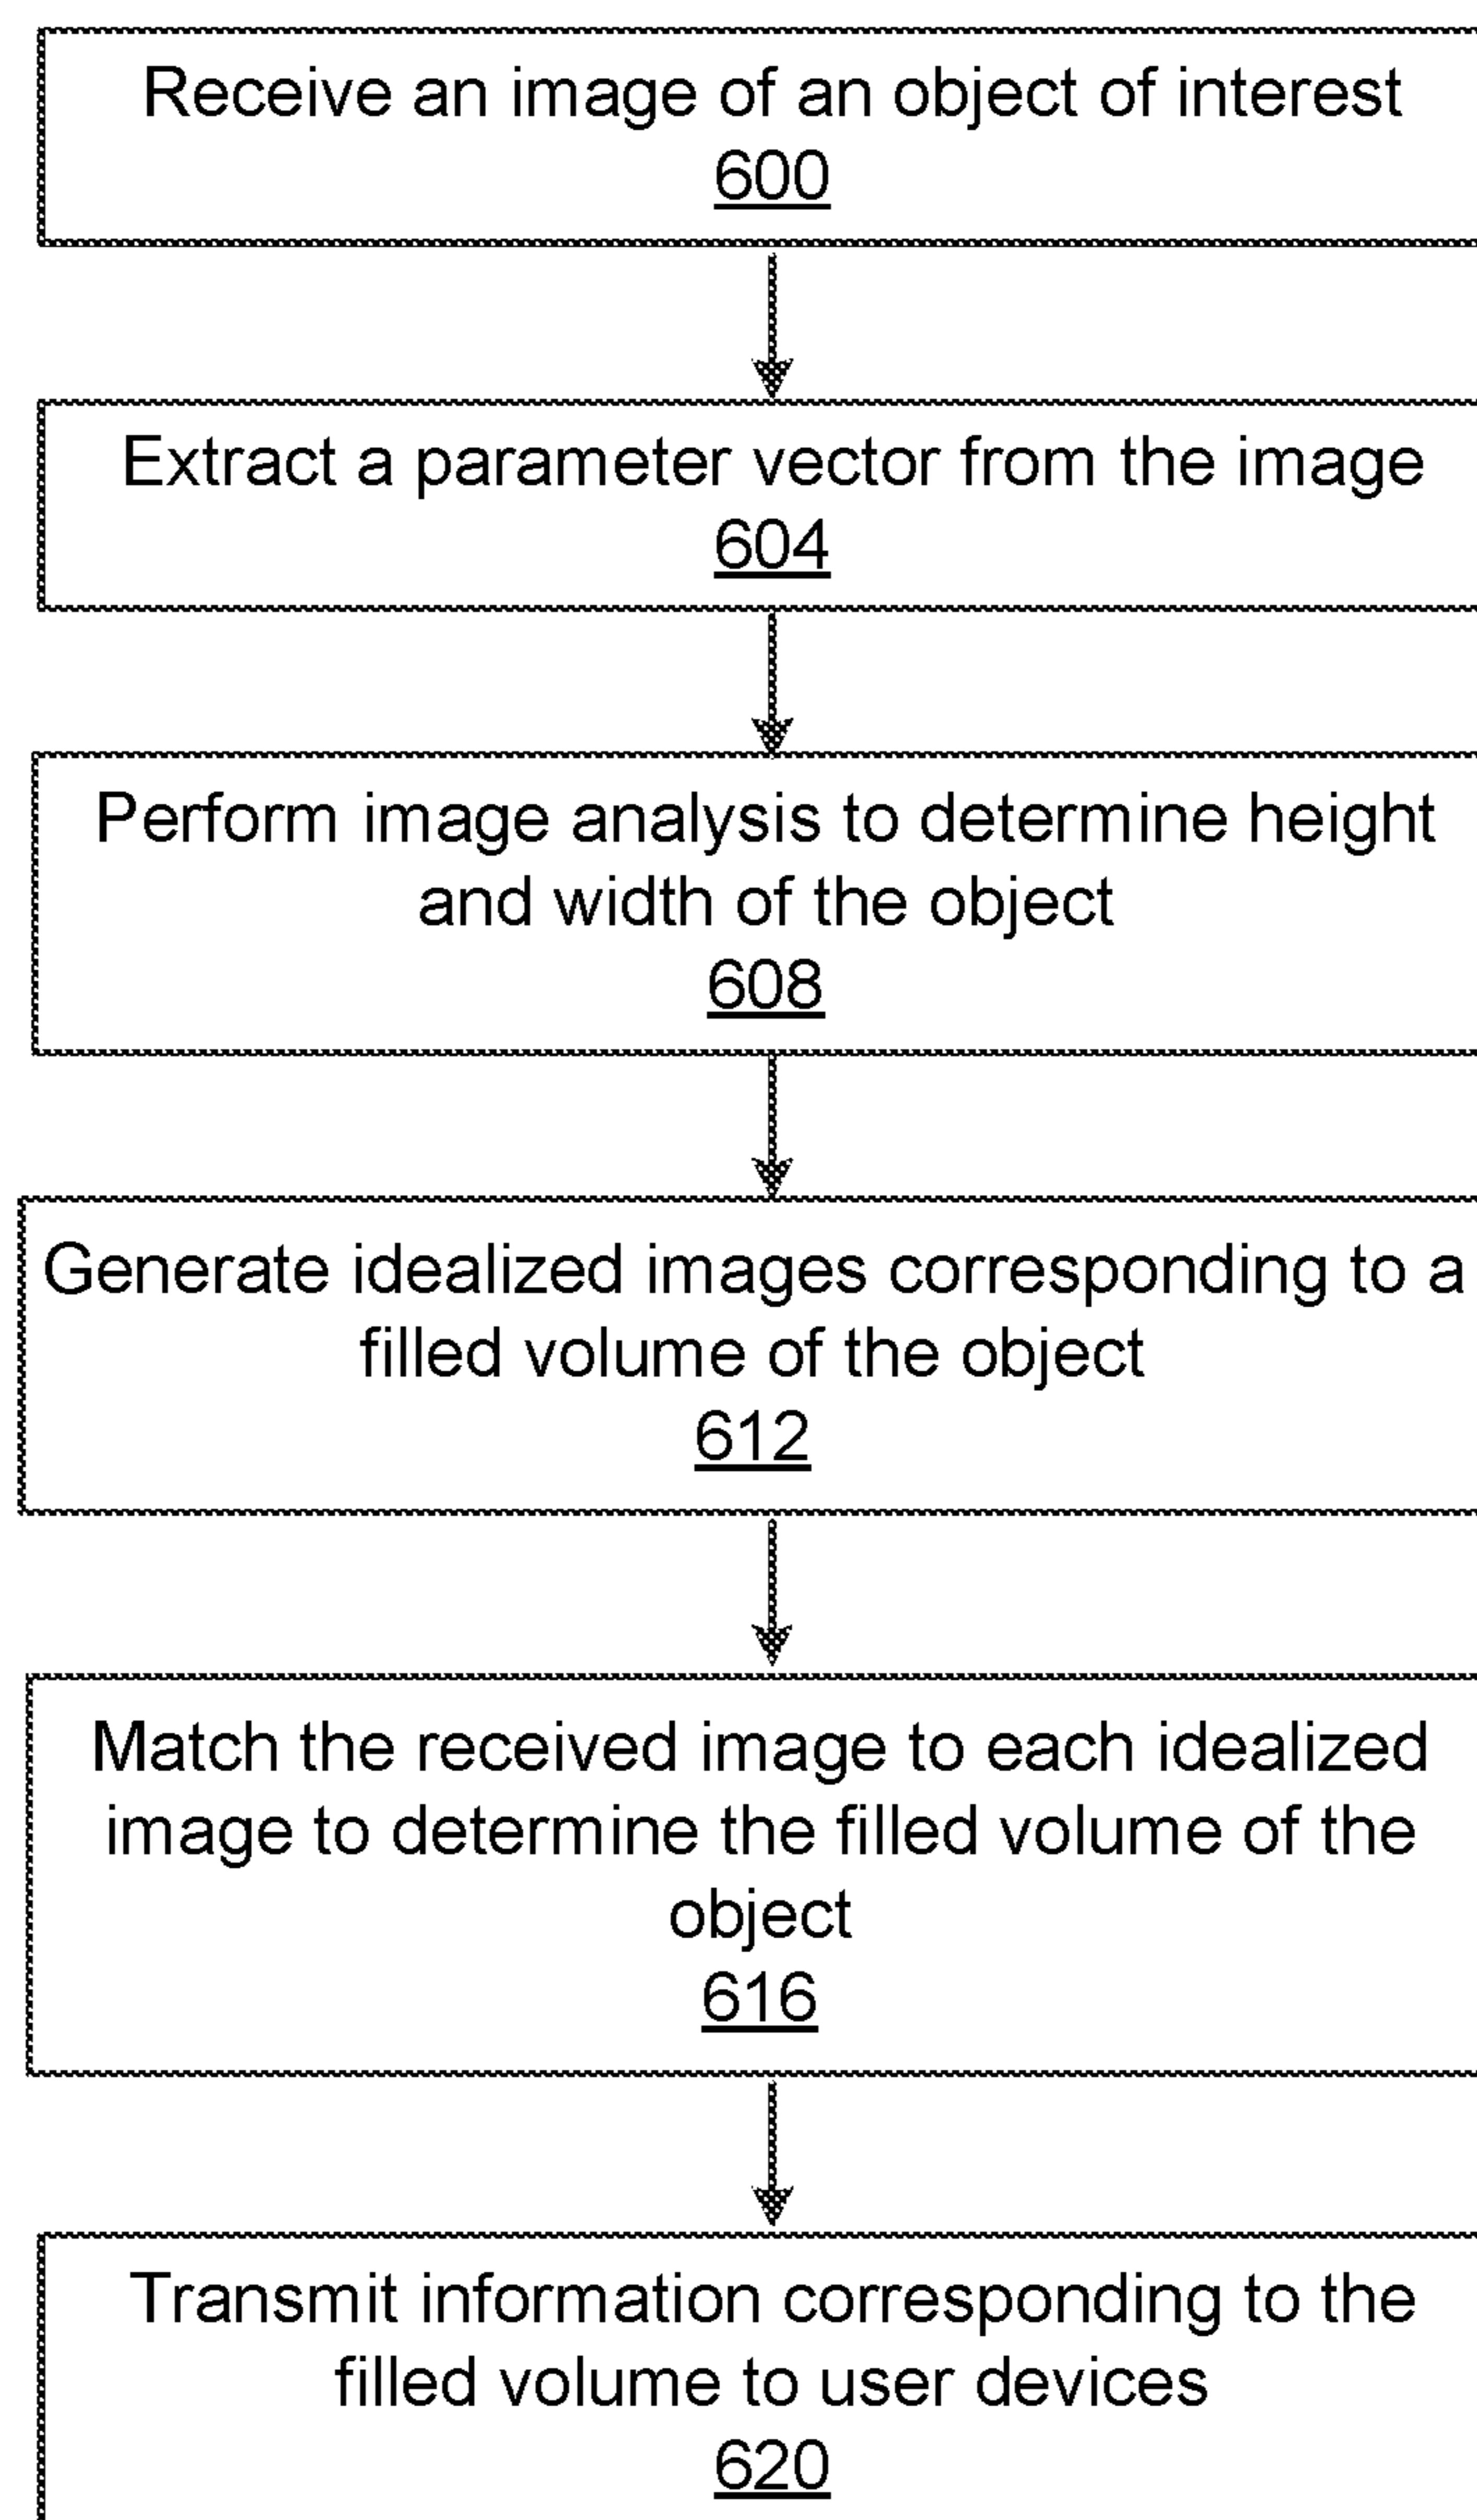 Receive an image of an object of interest
600
Extract a parameter vector from the image
604
Perform image analysis to determine height
and width of the object
608
Generate idealized images corresponding to a
filled volume of the object
612
Match the received image to each idealized
image to determine the filled volume of the
object
616
Transmit information corresponding to the
filled volume to user devices
620